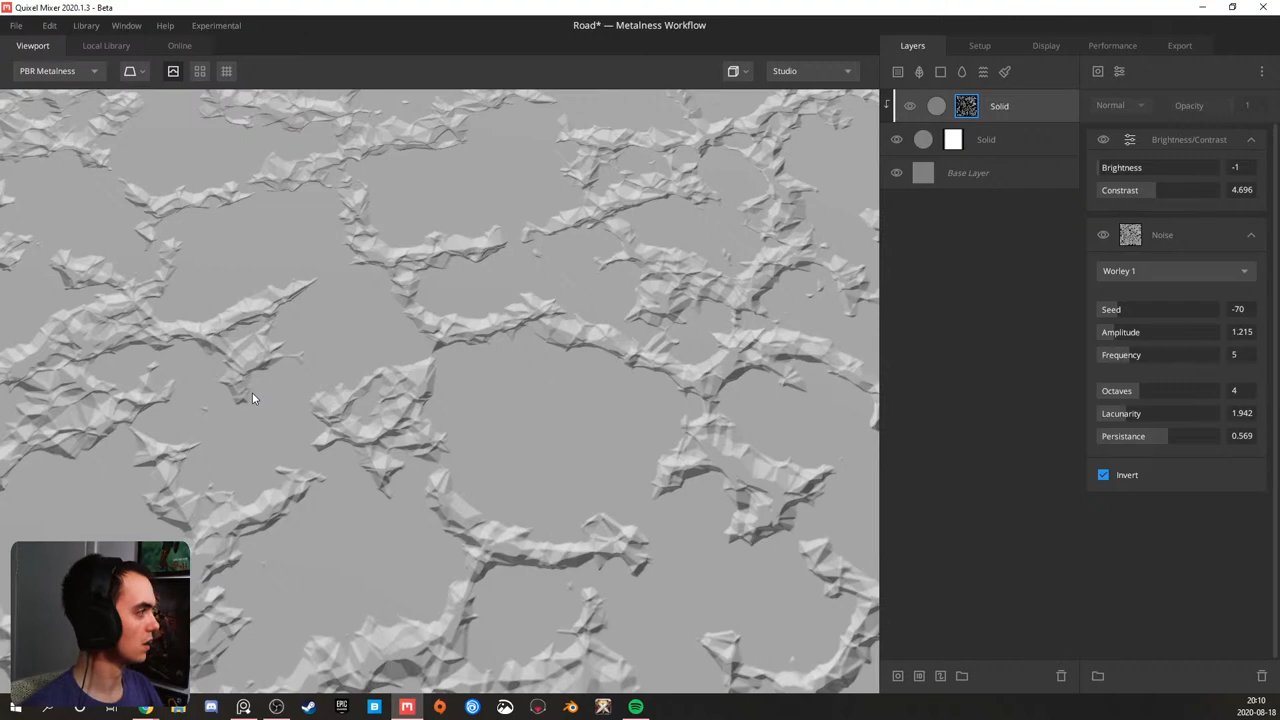 Quixel Mixer 2020.1.3 - Beta
File Edit Library Window Help Experimental
Road* — Metalness Workflow
Viewport Local Library Online
Layers Setup Display Performance Export
PBR Metalness
Studio
Solid
Normal Opacity 1
Solid
Brightness/Contrast
Base Layer
Brightness -1
Constrast 4.696
Noise
Worley 1
Seed -70
Amplitude 1.215
Frequency 5
Octaves 4
Lacunarity 1.942
Persistance 0.569
Invert
EPIC
20:10
2020-08-18